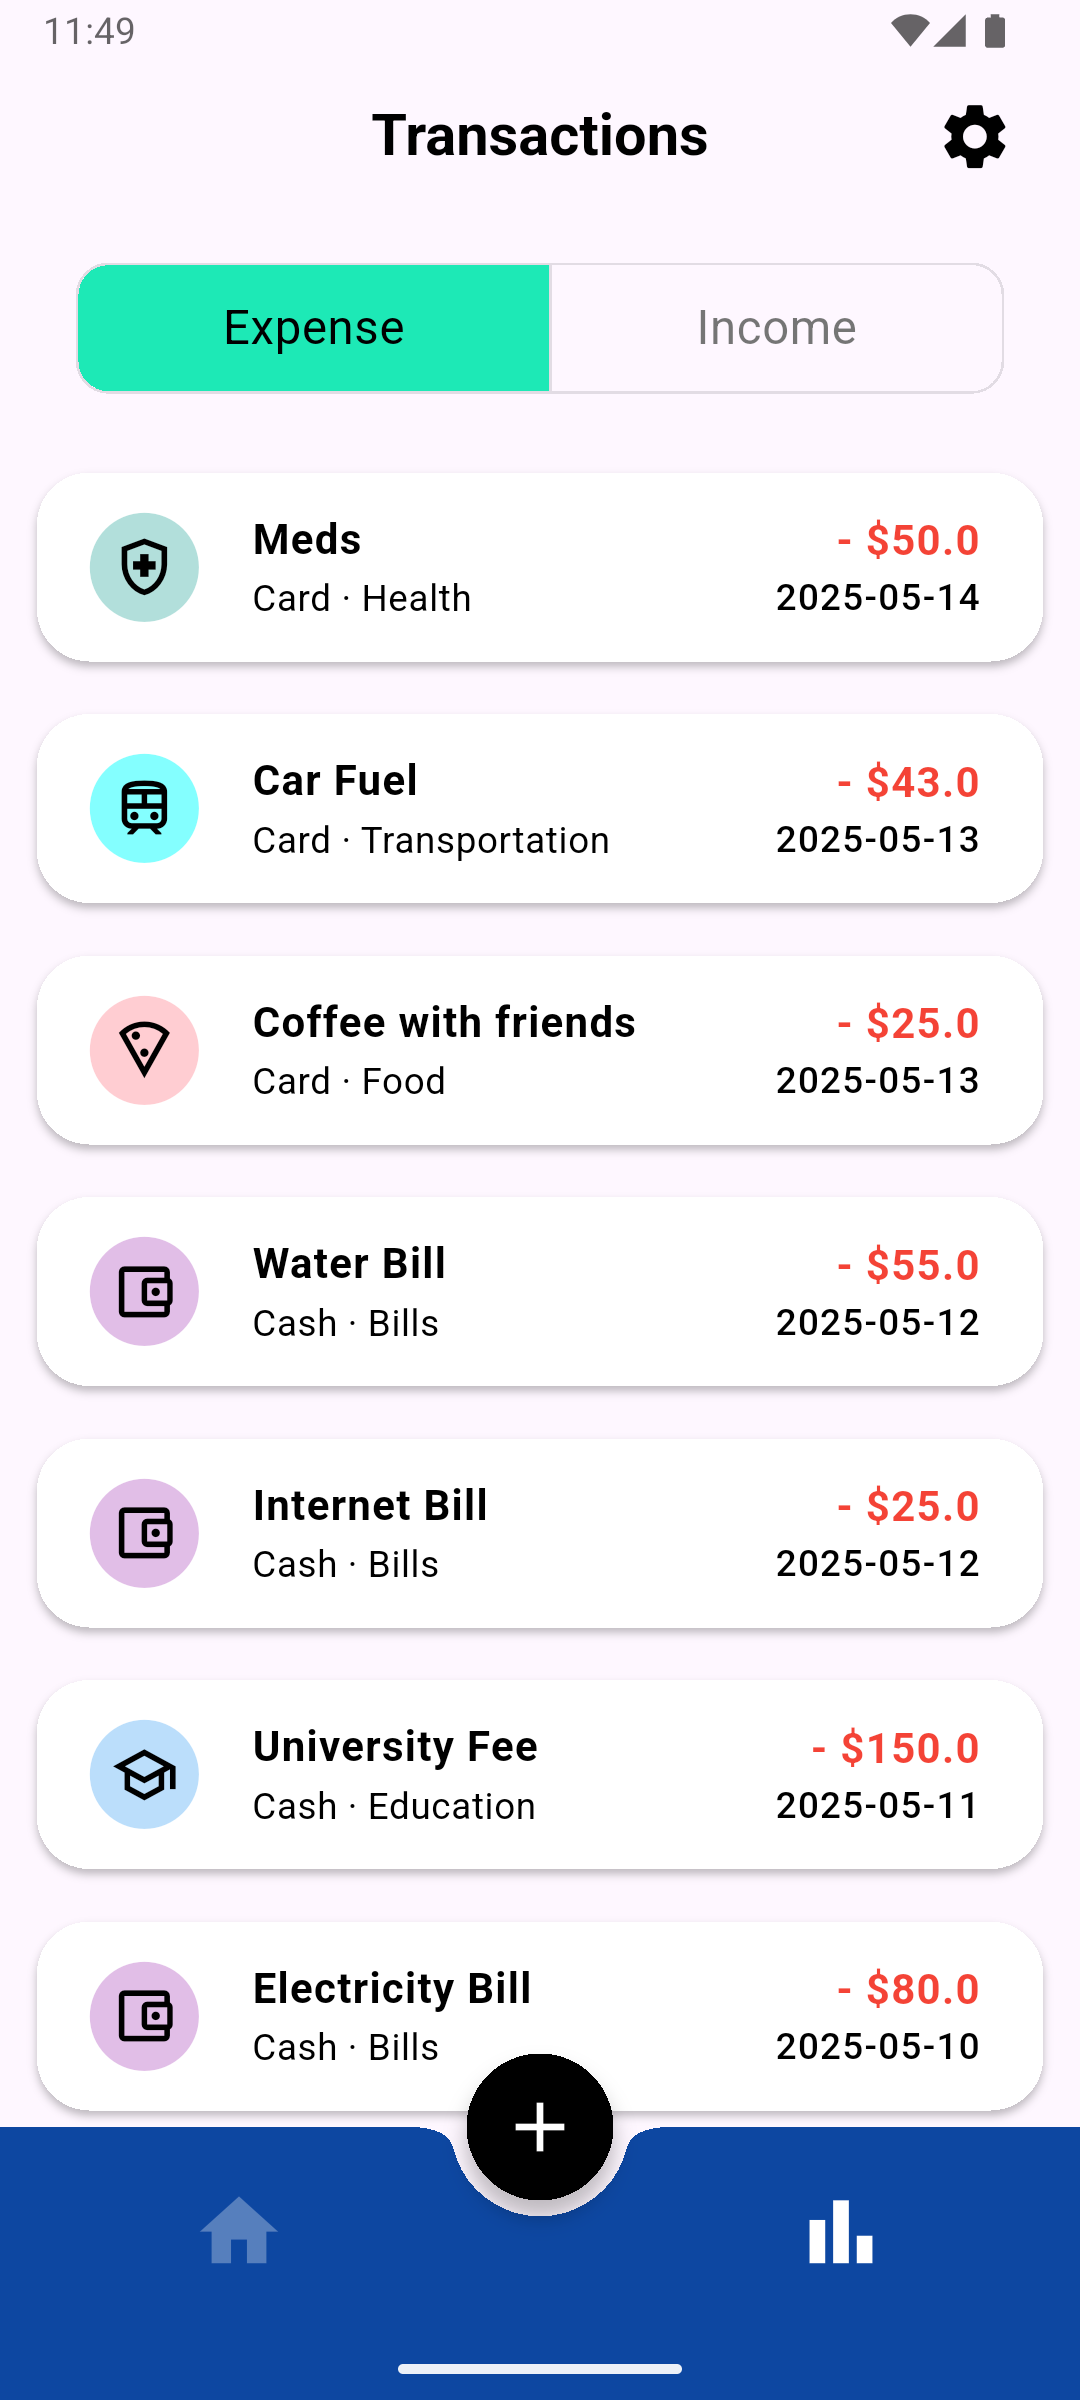 11:49
Transactions
Expense
Income
Meds
- $50.0
Card · Health
2025-05-14
Car Fuel
- $43.0
Card · Transportation
2025-05-13
Coffee with friends
- $25.0
Card · Food
2025-05-13
Water Bill
- $55.0
Cash · Bills
2025-05-12
Internet Bill
- $25.0
Cash · Bills
2025-05-12
University Fee
- $150.0
Cash · Education
2025-05-11
Electricity Bill
- $80.0
Cash · Bills
2025-05-10